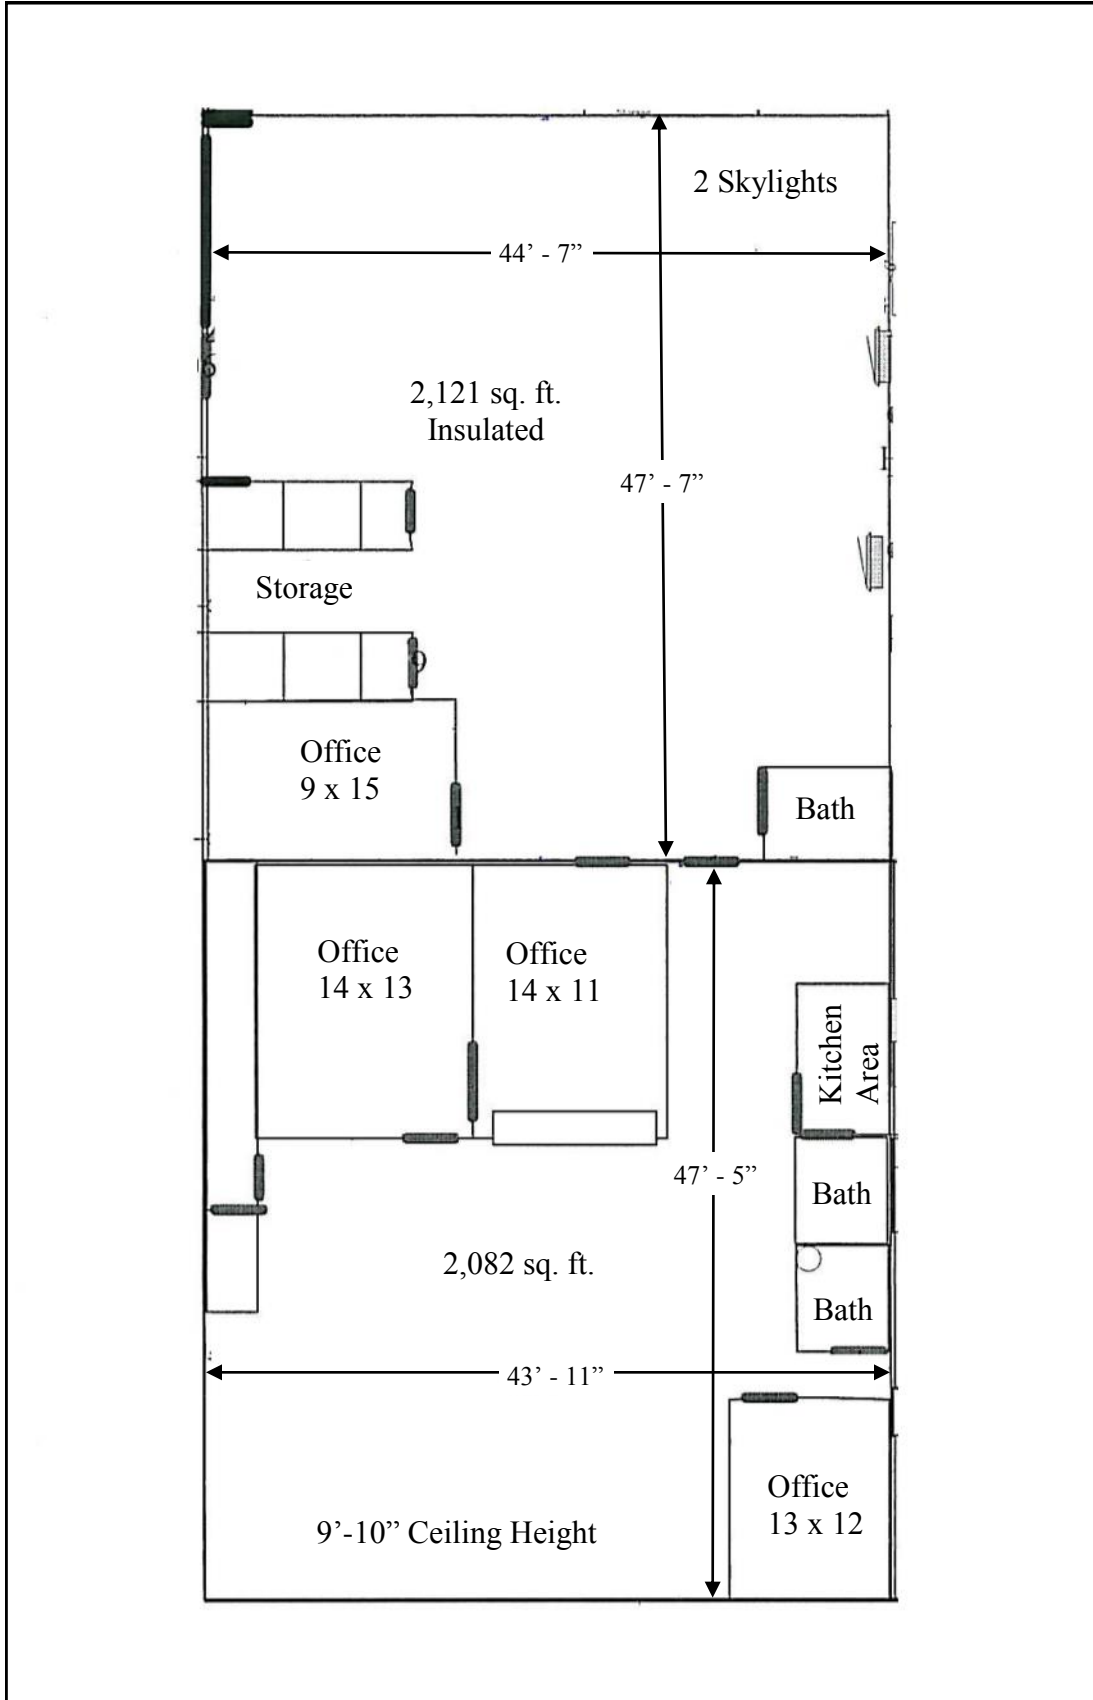 2 Skylights
44’ - 7”
2,121 sq. ft.
Insulated
47’ - 7”
Storage
Office
9 x 15
Bath
Office
14 x 13
Office
14 x 11
Kitchen
Area
47’ - 5”
Bath
2,082 sq. ft.
Bath
43’ - 11”
Office
13 x 12
9’-10” Ceiling Height